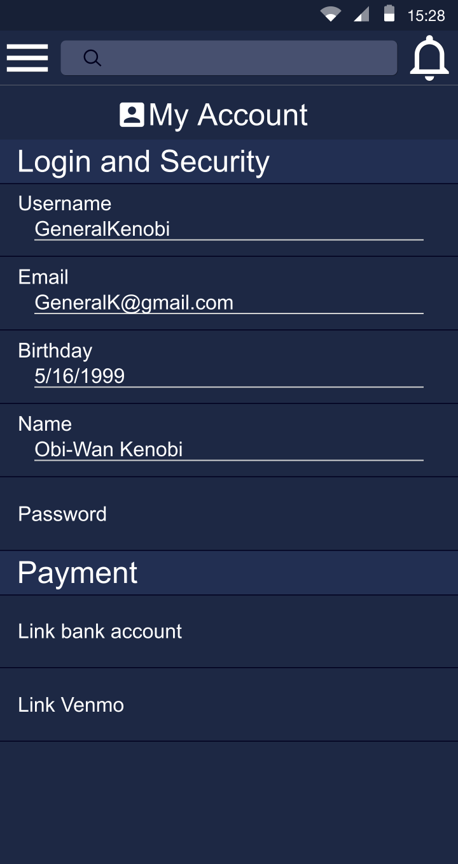 15:28
My Account
Login and Security
Username
GeneralKenobi
Email
GeneralK@gmail.com
Birthday
5/16/1999
Name
Obi-Wan Kenobi
Password
Payment
Link bank account
Link Venmo